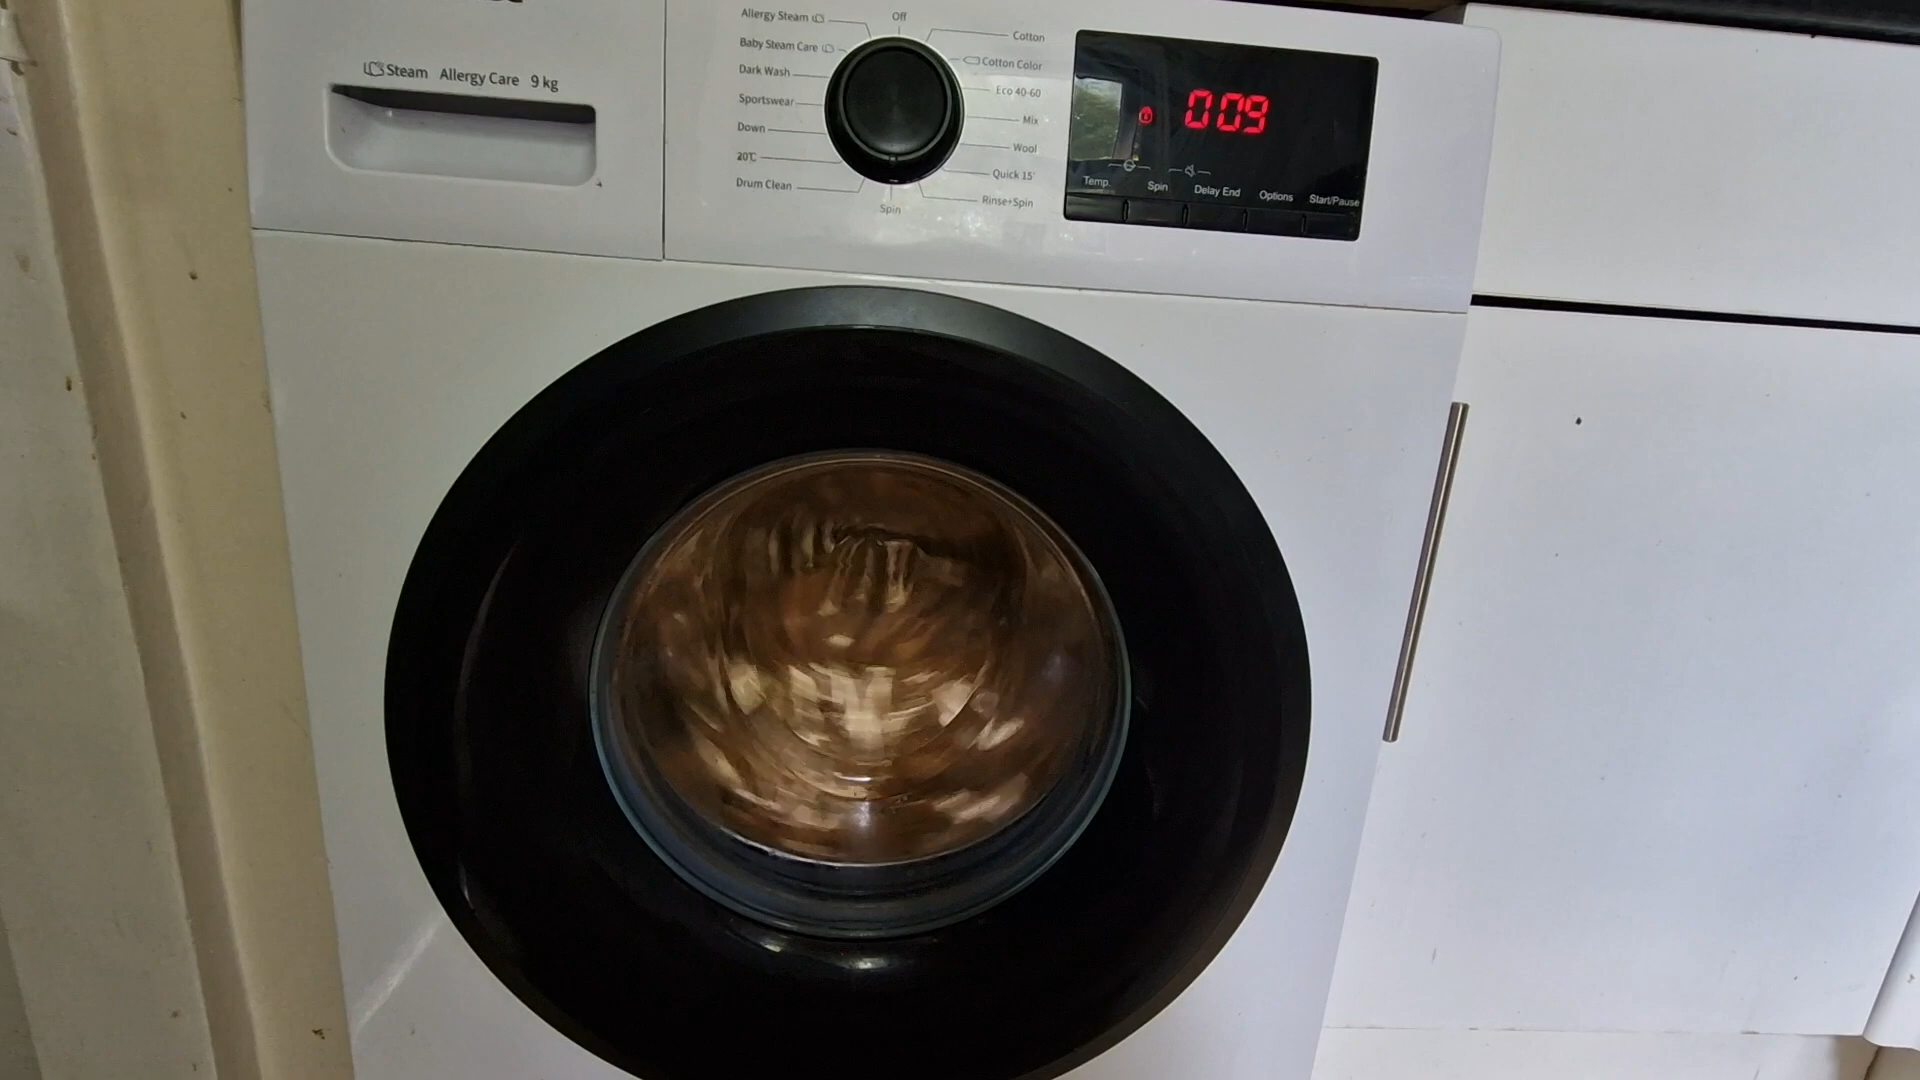 Steam Allergy Care 9 kg
Allergy Steam
Baby Steam Care
Dark Wash
Sportswear
Down
20℃
Drum Clean
Off
Spin
Cotton
Cotton Color
Eco 40-60
Mix
Wool
Quick 15'
Rinse+Spin
009
Temp.
Spin
Delay End
Options
Start/Pause